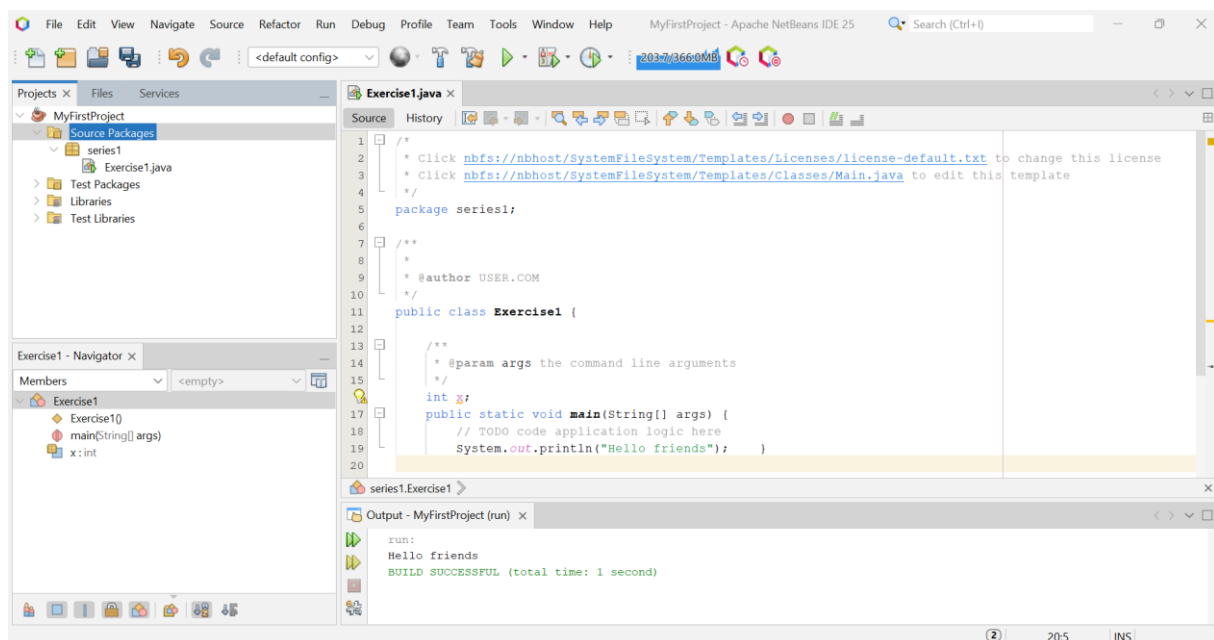 File Edit View Navigate Source Refactor Run Debug Profile Team Tools Window Help MyFirstProject - Apache NetBeans IDE 25 Search (Ctrl+I)
<default config> 203.7/366.0MB
Projects Files Services
MyFirstProject
Source Packages
series1
Exercise1.java
Test Packages
Libraries
Test Libraries
Exercise1 - Navigator
Members <empty>
Exercise1
Exercise1()
main(String[] args)
x : int
Exercise1.java
Source History
1 /*
2 * Click nbfs://nbhost/SystemFileSystem/Templates/Licenses/license-default.txt to change this license
3 * Click nbfs://nbhost/SystemFileSystem/Templates/Classes/Main.java to edit this template
4 */
5 package series1;
6
7 /**
8 *
9 * @author USER.COM
10 */
11 public class Exercise1 {
12
13 /**
14 * @param args the command line arguments
15 */
int x;
17 public static void main(String[] args) {
18 // TODO code application logic here
19 System.out.println("Hello friends"); }
20
series1.Exercise1
Output - MyFirstProject (run)
run:
Hello friends
BUILD SUCCESSFUL (total time: 1 second)
2 20:5 INS